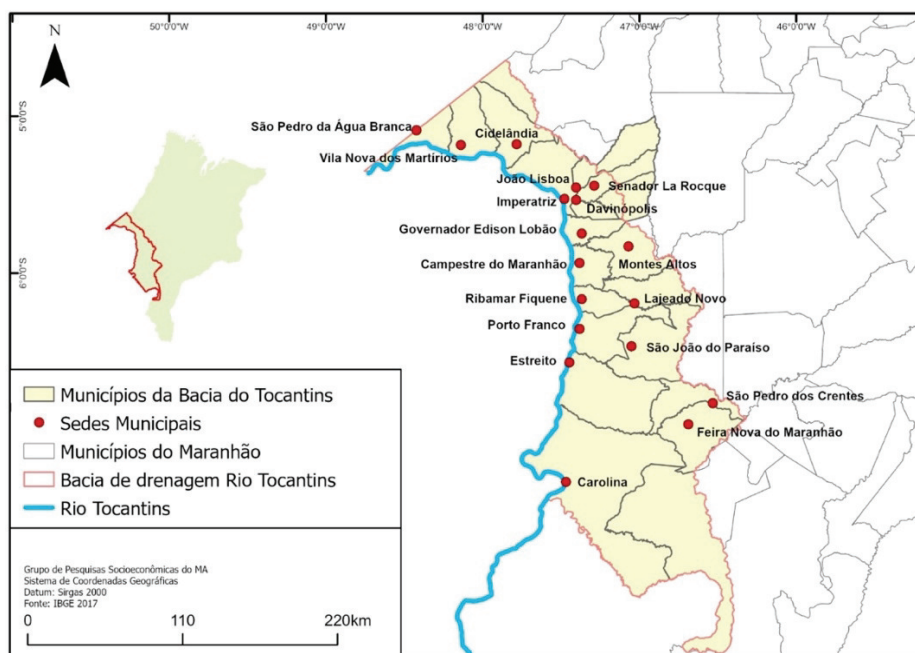 50°0'0"O
49°0'0"O
48°0'0"O
47°0'0"O
46°0'0"O
N
5°0'0"S
6°0'0"S
São Pedro da Água Branca
Cidelândia
Vila Nova dos Martírios
João Lisboa
Senador La Rocque
Imperatriz
Davinópolis
Governador Edison Lobão
Montes Altos
Campestre do Maranhão
Ribamar Fiquene
Lajeado Novo
Porto Franco
São João do Paraíso
Estreito
São Pedro dos Crentes
Feira Nova do Maranhão
Carolina
Municípios da Bacia do Tocantins
Sedes Municipais
Municípios do Maranhão
Bacia de drenagem Rio Tocantins
Rio Tocantins
Grupo de Pesquisas Socioeconômicas do MA
Sistema de Coordenadas Geográficas
Datum: Sirgas 2000
Fonte: IBGE 2017
0 110 220km